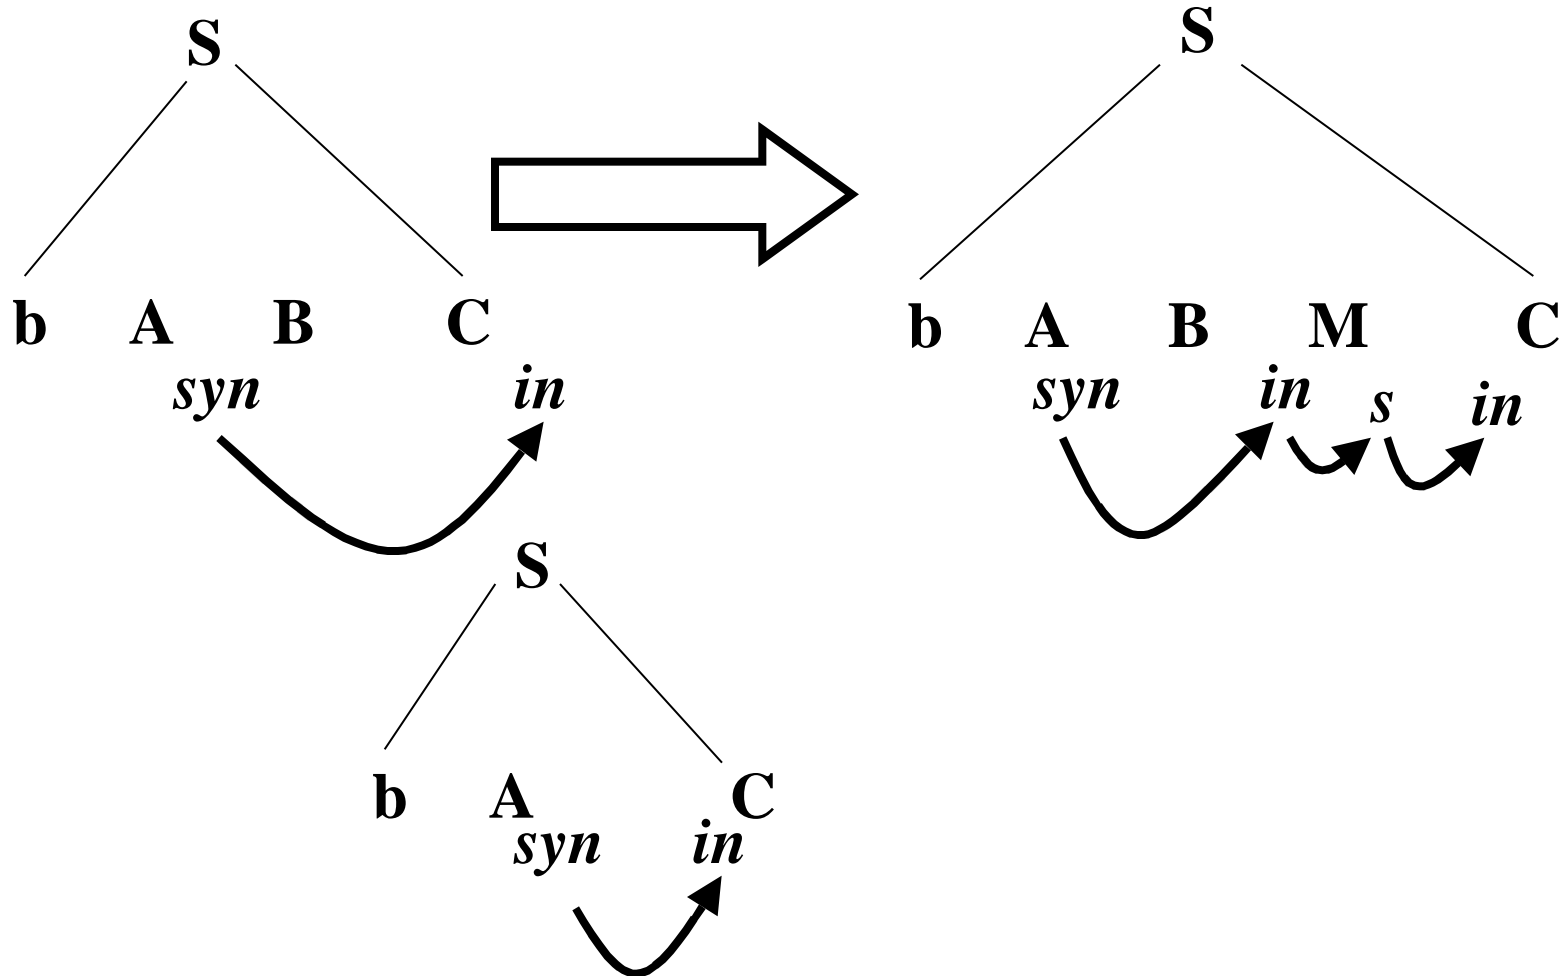 S
b A B C
syn in
S
b A B M C
syn in s in
S
b A C
syn in